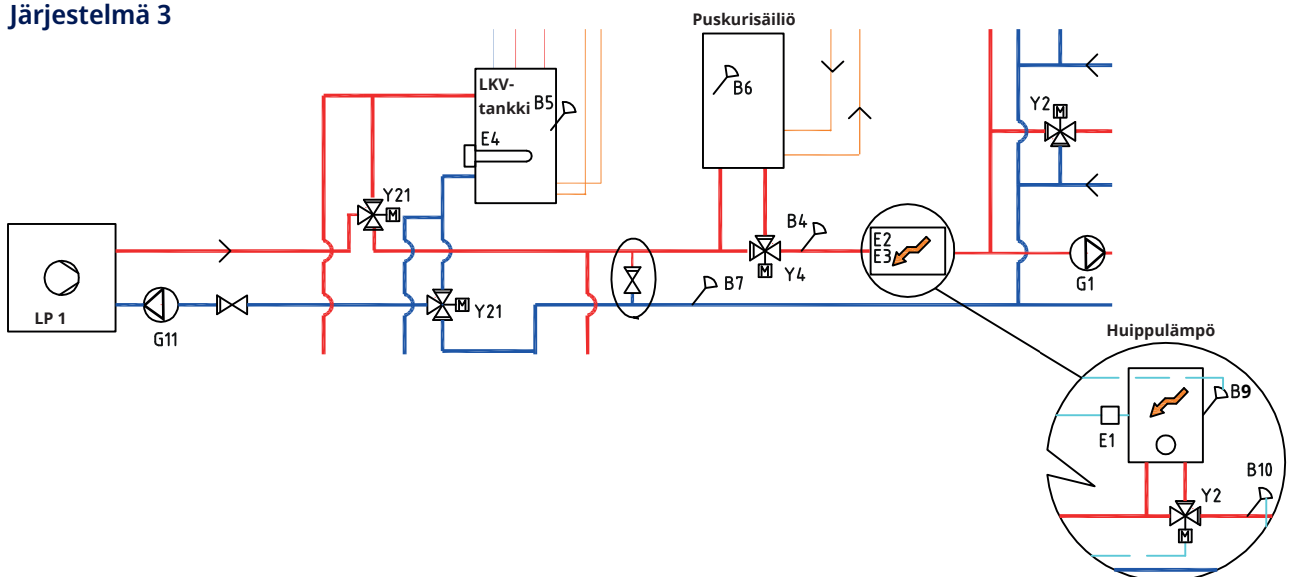 Järjestelmä 3
Puskurisäiliö
LKV-
tankki
B5
E4
B6
Y2
M
Y21
M
B4
E2
E3
Y4
M
B7
G1
LP 1
G11
M
Y21
Huippulämpö
B9
E1
B10
Y2
M